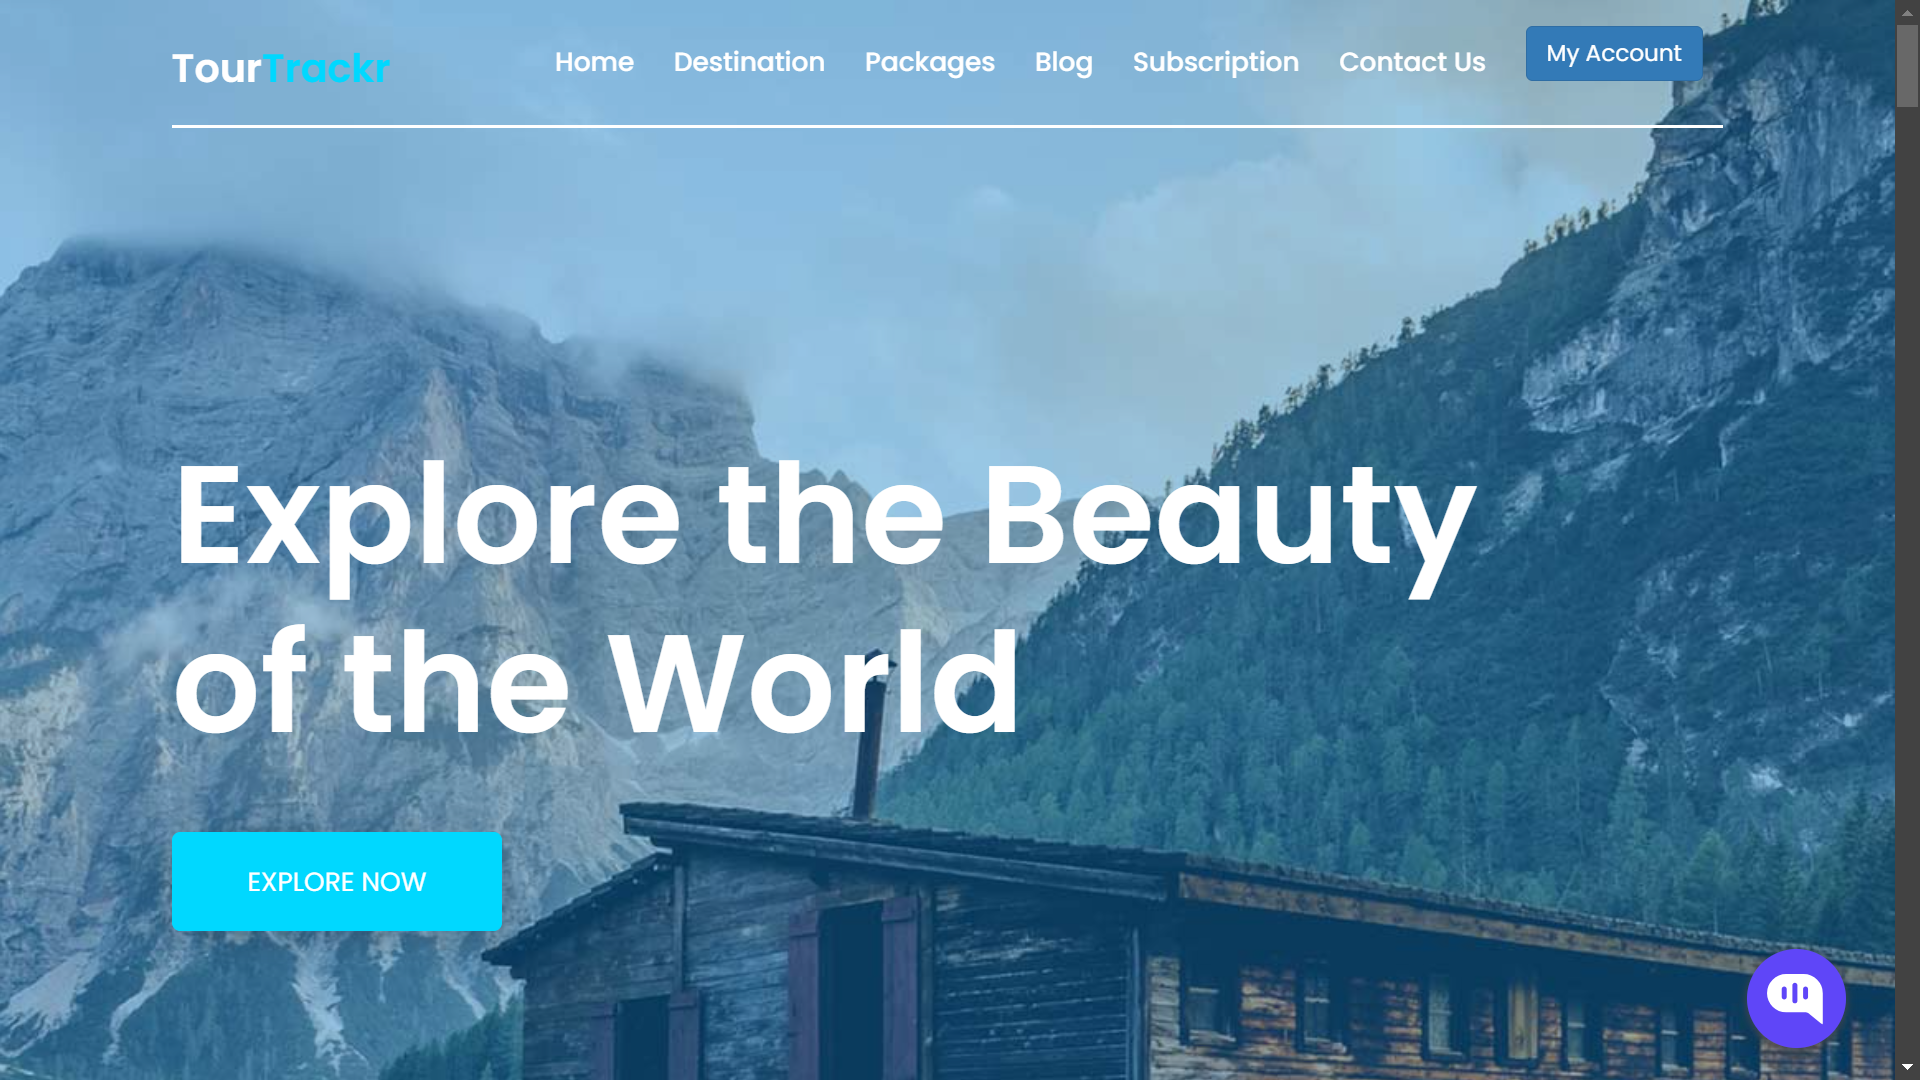 TourTrackr
Home Destination Packages Blog Subscription Contact Us My Account
Explore the Beauty
of the World
EXPLORE NOW